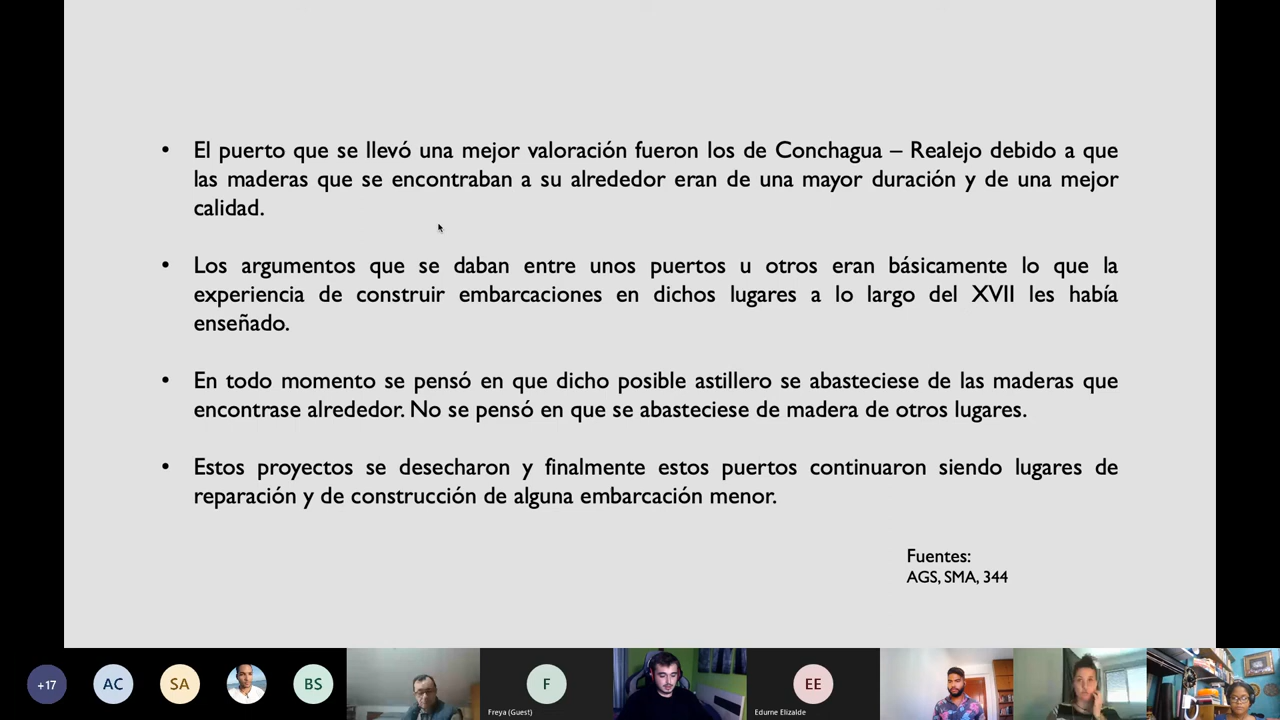 • El puerto que se llevó una mejor valoración fueron los de Conchagua – Realejo debido a que
las maderas que se encontraban a su alrededor eran de una mayor duración y de una mejor
calidad.
• Los argumentos que se daban entre unos puertos u otros eran básicamente lo que la
experiencia de construir embarcaciones en dichos lugares a lo largo del XVII les había
enseñado.
• En todo momento se pensó en que dicho posible astillero se abasteciese de las maderas que
encontrase alrededor. No se pensó en que se abasteciese de madera de otros lugares.
• Estos proyectos se desecharon y finalmente estos puertos continuaron siendo lugares de
reparación y de construcción de alguna embarcación menor.
Fuentes:
AGS, SMA, 344
+17
AC
SA
BS
F
Freya (Guest)
EE
Edurne Elizalde